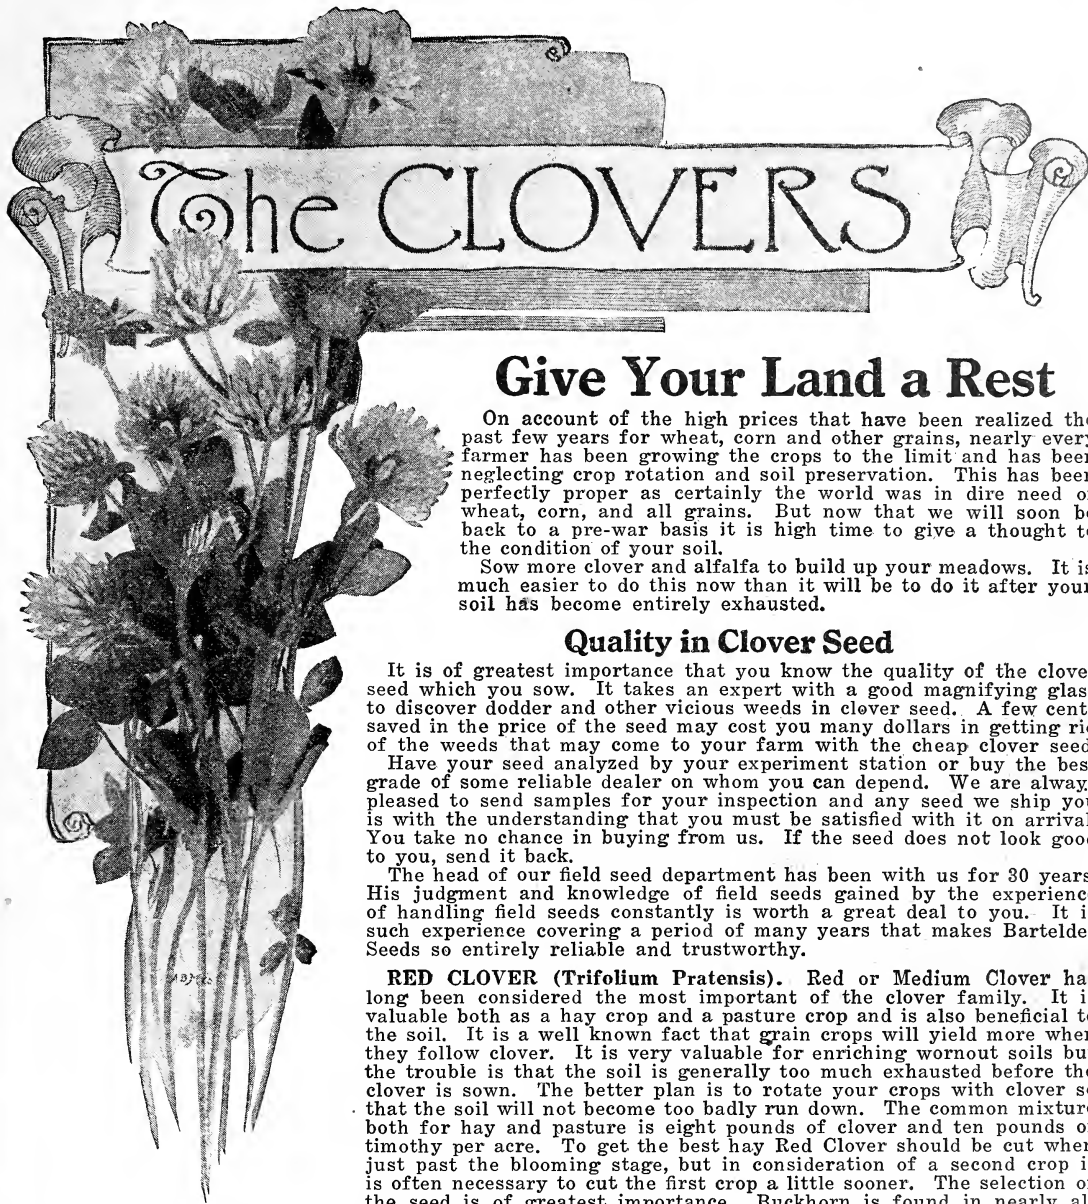 The CLOVERS
Give Your Land a Rest
On account of the high prices that have been realized the
past few years for wheat, corn and other grains, nearly every
farmer has been growing the crops to the limit and has been
neglecting crop rotation and soil preservation. This has been
perfectly proper as certainly the world was in dire need o
wheat, corn, and all grains. But now that we will soon b
back to a pre-war basis it is high time to give a thought t
the condition of your soil.
Sow more clover and alfalfa to build up your meadows. It is
much easier to do this now than it will be to do it after your
soil has become entirely exhausted.
Quality in Clover Seed
It is of greatest importance that you know the quality of the clove
seed which you sow. It takes an expert with a good magnifying glas
to discover dodder and other vicious weeds in clover seed. A few cent
saved in the price of the seed may cost you many dollars in getting ri
of the weeds that may come to your farm with the cheap clover seed
Have your seed analyzed by your experiment station or buy the bes
grade of some reliable dealer on whom you can depend. We are alway
pleased to send samples for your inspection and any seed we ship yo
is with the understanding that you must be satisfied with it on arrival
You take no chance in buying from us. If the seed does not look goo
to you, send it back.
The head of our field seed department has been with us for 30 years
His judgment and knowledge of field seeds gained by the experienc
of handling field seeds constantly is worth a great deal to you. It i
such experience covering a period of many years that makes Bartelde
Seeds so entirely reliable and trustworthy.
RED CLOVER (Trifolium Pratensis). Red or Medium Clover ha
long been considered the most important of the clover family. It i
valuable both as a hay crop and a pasture crop and is also beneficial t
the soil. It is a well known fact that grain crops will yield more when
they follow clover. It is very valuable for enriching wornout soils bu
the trouble is that the soil is generally too much exhausted before the
clover is sown. The better plan is to rotate your crops with clover s
that the soil will not become too badly run down. The common mixture
both for hay and pasture is eight pounds of clover and ten pounds o
timothy per acre. To get the best hay Red Clover should be cut when
just past the blooming stage, but in consideration of a second crop i
is often necessary to cut the first crop a little sooner. The selection o
the seed is of greatest importance. Buckhorn is found in nearly al